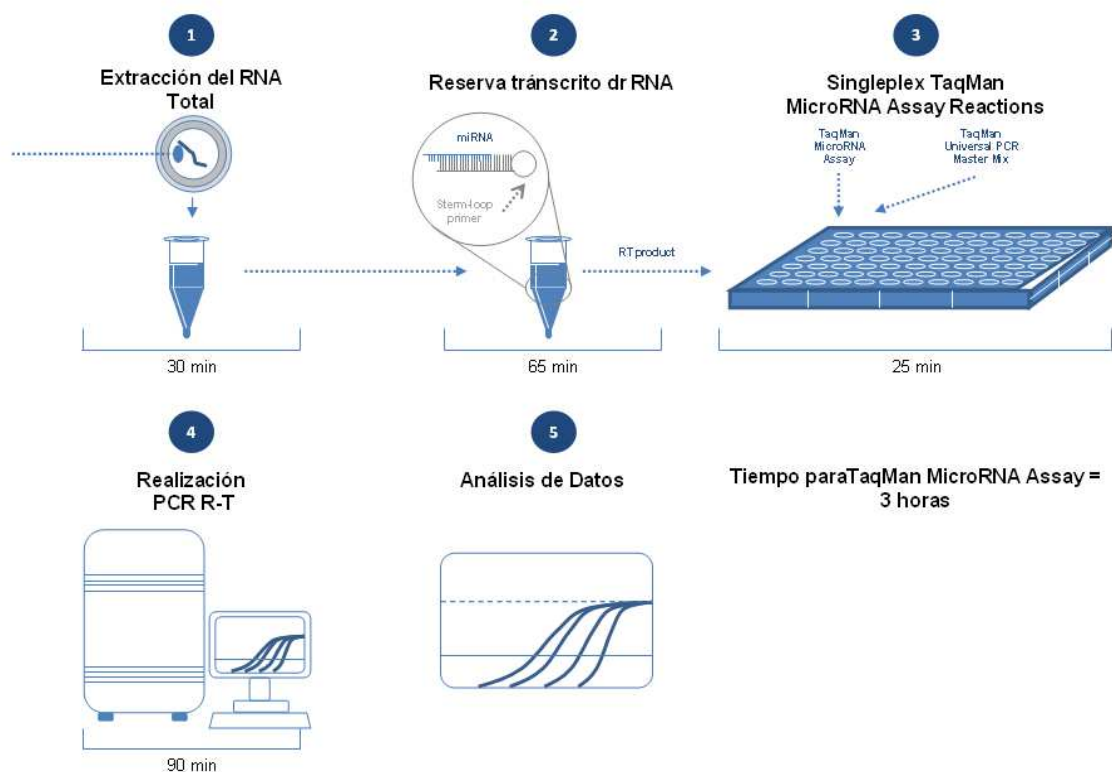 1
Extracción del RNA
Total
30 min
2
Reserva tránscrito dr RNA
miRNA
Sterm-loop
primer
RT product
65 min
3
Singleplex TaqMan
MicroRNA Assay Reactions
TaqMan
MicroRNA
Assay
TaqMan
Universal PCR
Master Mix
25 min
4
Realización
PCR R-T
90 min
5
Análisis de Datos
Tiempo paraTaqMan MicroRNA Assay =
3 horas